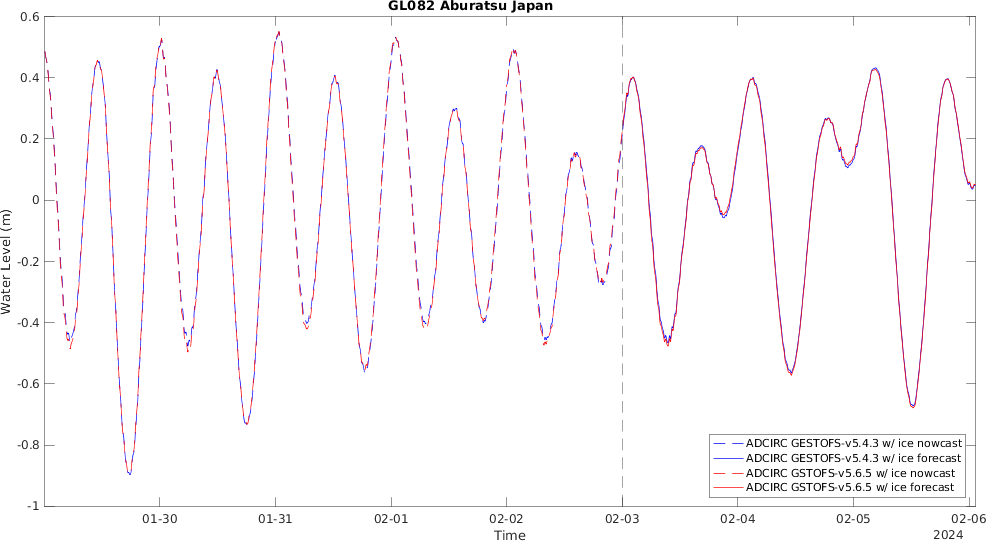 GL082 Aburatsu Japan
0.6
0.4
0.2
0
-0.2
-0.4
-0.6
-0.8
-1
Water Level (m)
01-30
01-31
02-01
02-02
02-03
02-04
02-05
02-06
Time
2024
ADCIRC GESTOFS-v5.4.3 w/ ice nowcast
ADCIRC GESTOFS-v5.4.3 w/ ice forecast
ADCIRC GSTOFS-v5.6.5 w/ ice nowcast
ADCIRC GSTOFS-v5.6.5 w/ ice forecast